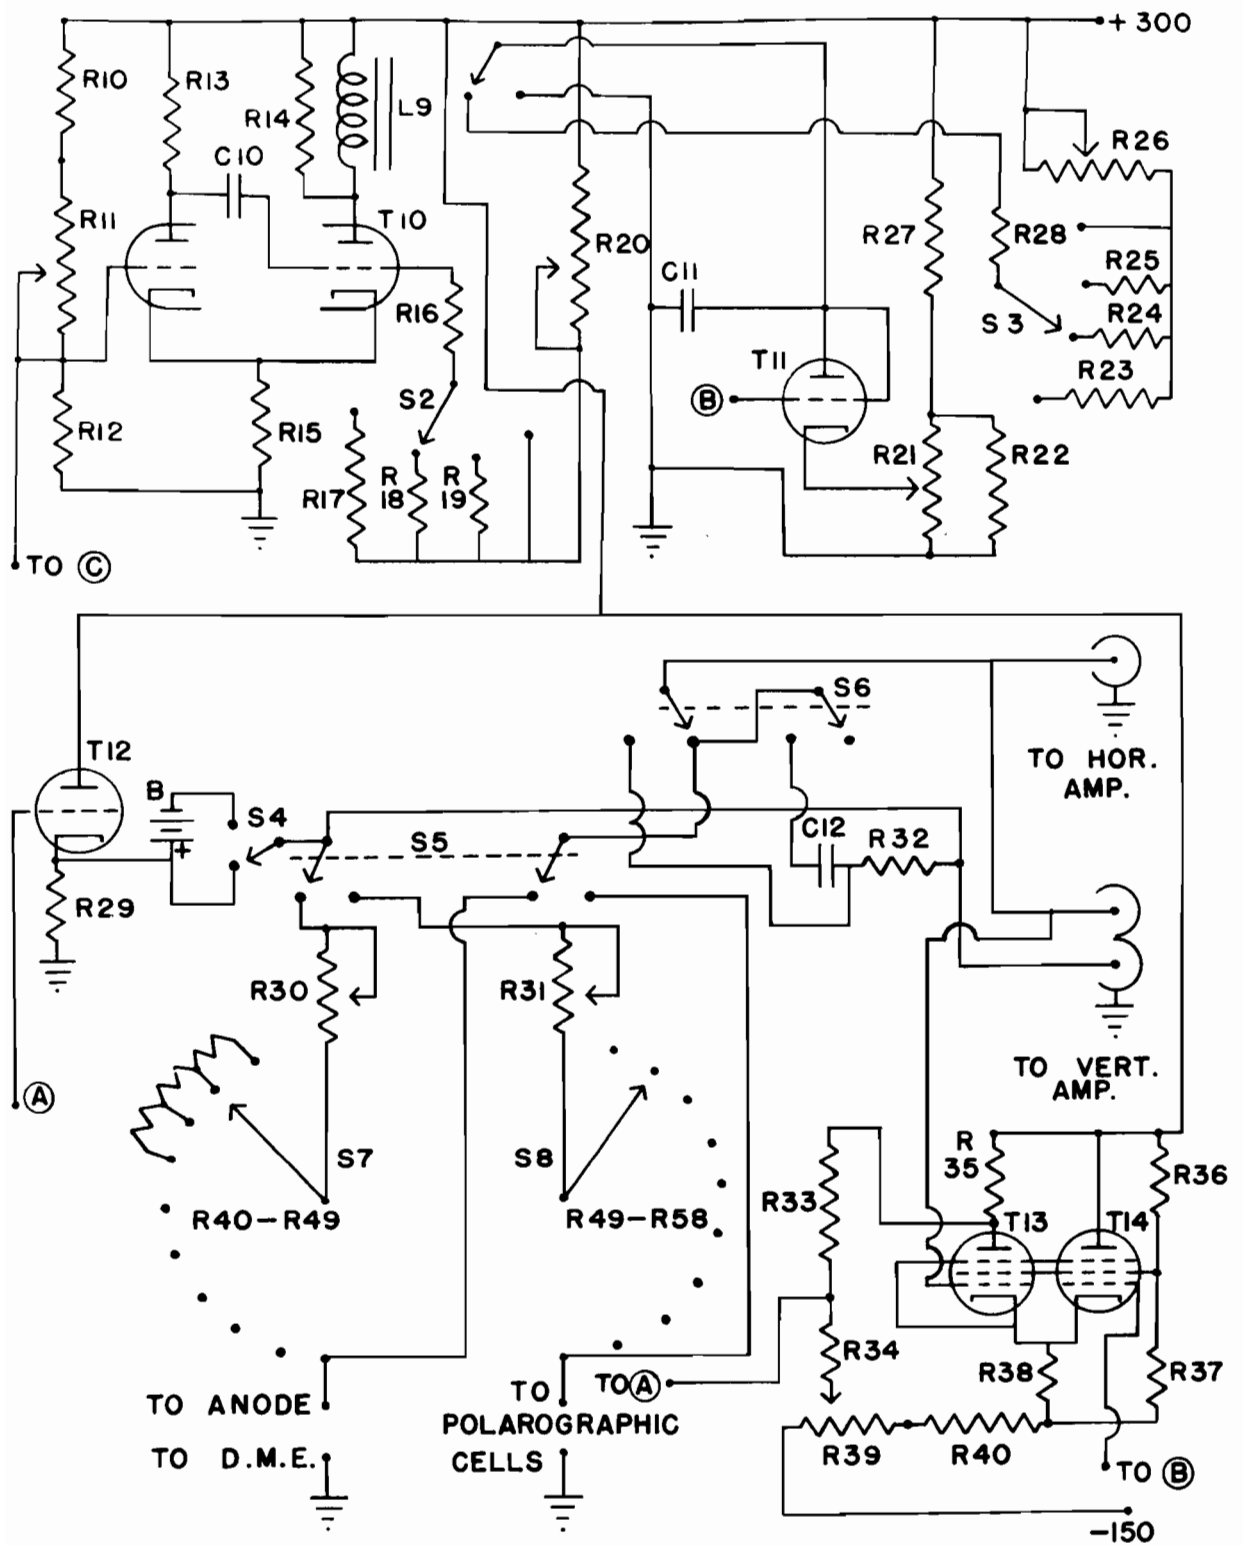 + 300
R10
R13
R14
L9
R26
C10
R11
T10
R20
R27
R28
R25
C11
R24
S3
R16
T11
R23
S2
B
R12
R15
R21
R22
R17
R
18
R
19
TO C
S6
T12
TO HOR.
AMP.
B
S4
+
S5
C12
R32
R29
R30
R31
TO VERT.
AMP.
A
R
35
S7
S8
R33
R36
R40-R49
R49-R58
T13
T14
R34
R38
R37
TO ANODE
TO
TO A
POLAROGRAPHIC
TO D.M.E.
CELLS
R39
R40
TO B
-150